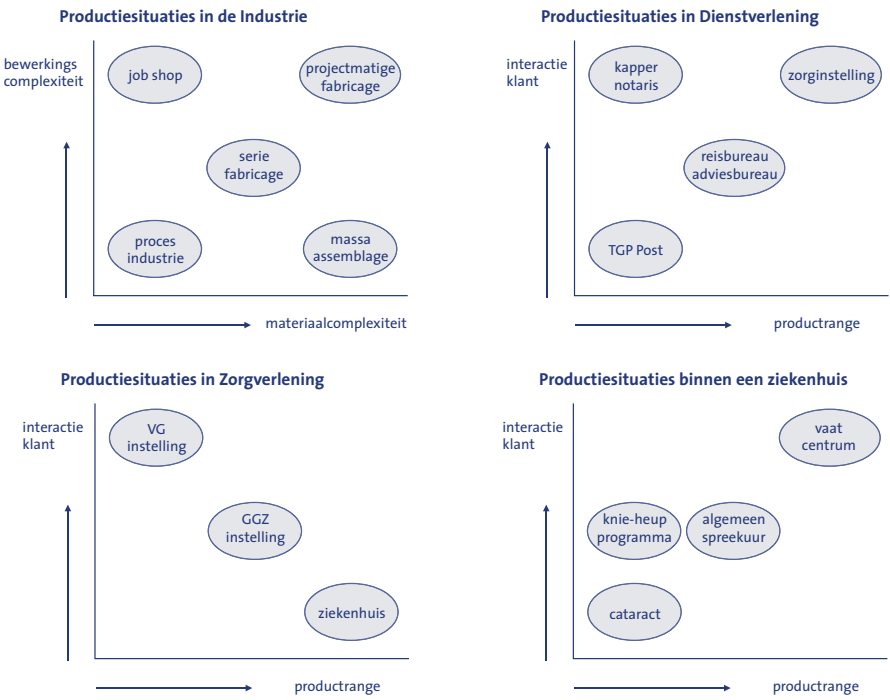 Productiesituaties in de Industrie
bewerkings
complexiteit
job shop
projectmatige
fabricage
serie
fabricage
proces
industrie
massa
assemblage
materiaalcomplexiteit
Productiesituaties in Dienstverlening
interactie
klant
kapper
notaris
zorginstelling
reisbureau
adviesbureau
TGP Post
productrange
Productiesituaties in Zorgverlening
interactie
klant
VG
instelling
GGZ
instelling
ziekenhuis
productrange
Productiesituaties binnen een ziekenhuis
interactie
klant
vaat
centrum
knie-heup
programma
algemeen
spreekuur
cataract
productrange